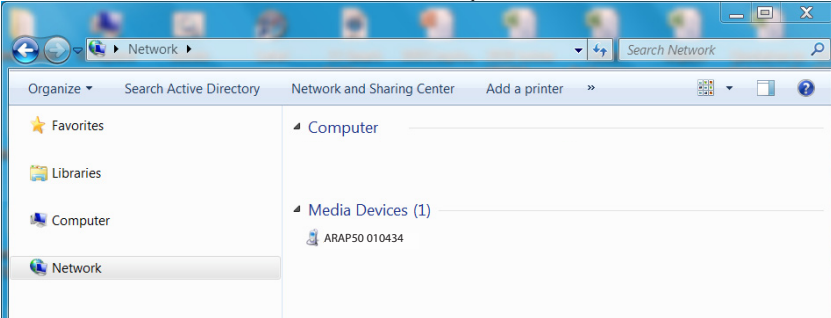 Network
Search Network
Organize Search Active Directory Network and Sharing Center Add a printer »
Favorites
Libraries
Computer
Network
Computer
Media Devices (1)
ARAP50 010434